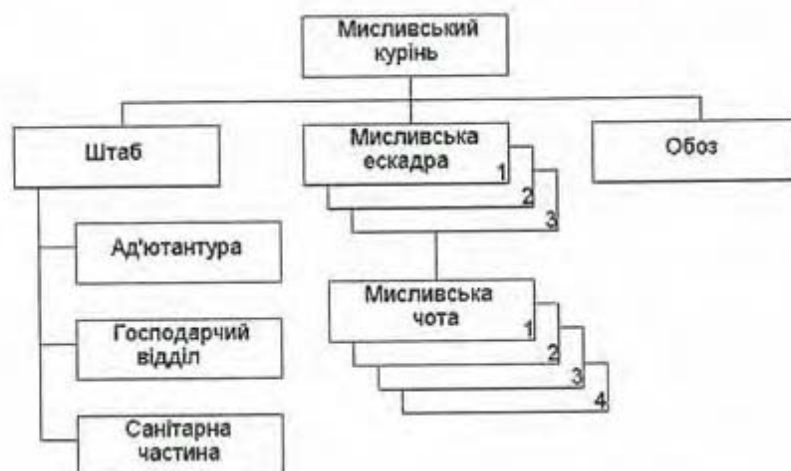 Мисливський
курінь
Штаб
Мисливська
ескадра
1
2
3
Обоз
Ад'ютантура
Господарчий
відділ
Санітарна
частина
Мисливська
чота
1
2
3
4